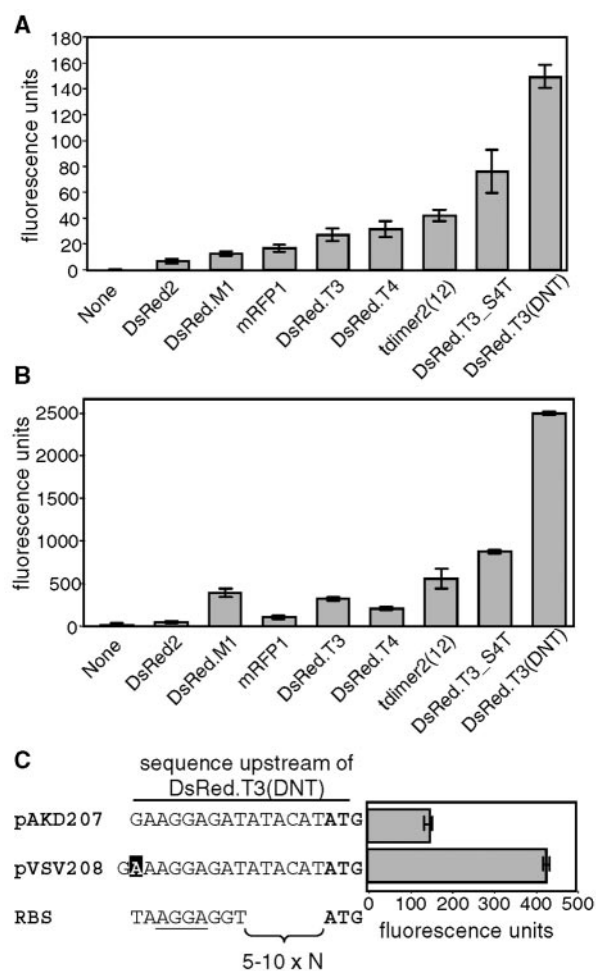 A
fluorescence units
180
160
140
120
100
80
60
40
20
0
None
DsRed2
DsRed.M1
mRFP1
DsRed.T3
DsRed.T4
tdimer2(12)
DsRed.T3_S4T
DsRed.T3(DNT)
B
fluorescence units
2500
2000
1500
1000
500
0
None
DsRed2
DsRed.M1
mRFP1
DsRed.T3
DsRed.T4
tdimer2(12)
DsRed.T3_S4T
DsRed.T3(DNT)
C
sequence upstream of
DsRed.T3(DNT)
pAKD207 GAAGGAGATATACATATG
pVSV208 GAAAGGAGATATACATATG
RBS TAAGGAGGT ATG
5-10 x N
0 100 200 300 400 500
fluorescence units